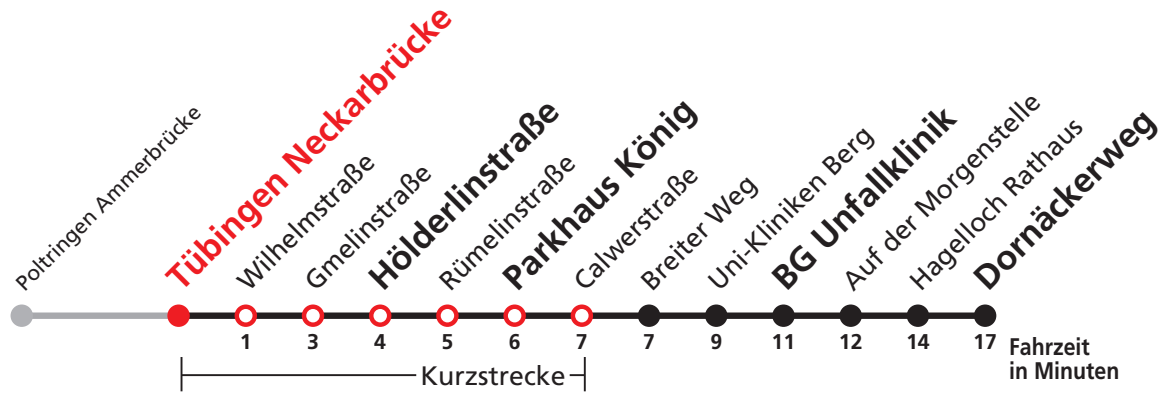 Poltringen Ammerbrücke
Tübingen Neckarbrücke
Wilhelmstraße
Gmelinstraße
Hölderlinstraße
Rümelinstraße
Parkhaus König
Calwerstraße
Breiter Weg
Uni-Kliniken Berg
BG Unfallklinik
Auf der Morgenstelle
Hagelloch Rathaus
Dornäckerweg
1 3 4 5 6 7 7 9 11 12 14 17
Fahrzeit
in Minuten
Kurzstrecke